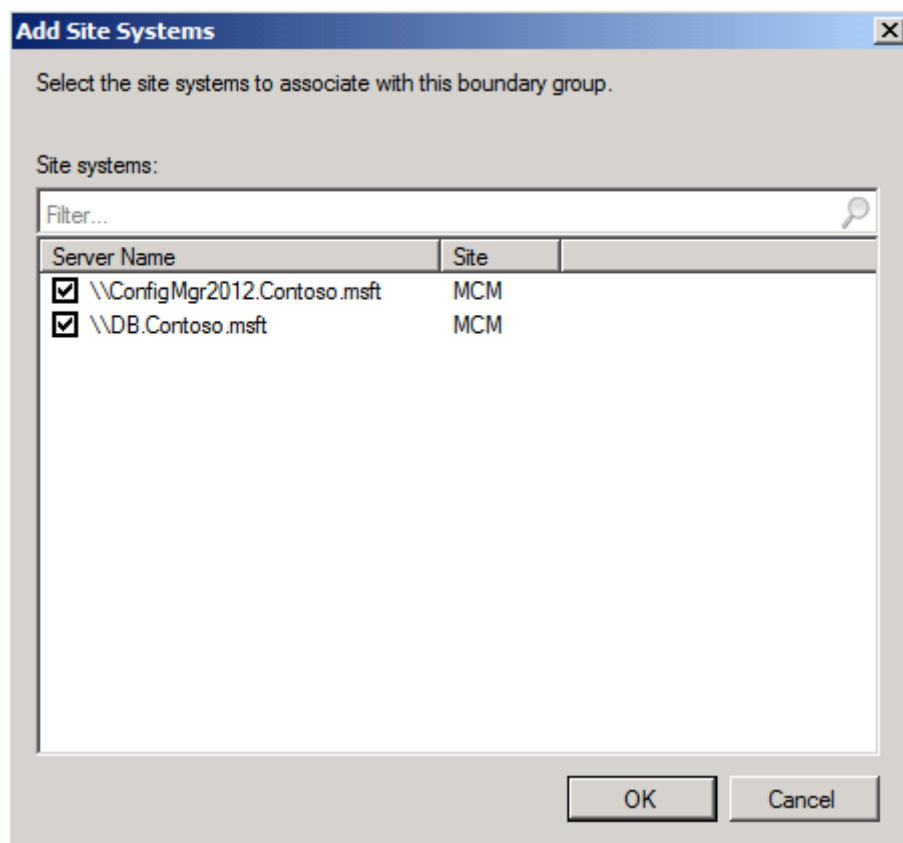 Add Site Systems
Select the site systems to associate with this boundary group.
Site systems:
Filter...
Server Name Site
\\ConfigMgr2012.Contoso.msft MCM
\\DB.Contoso.msft MCM
OK Cancel